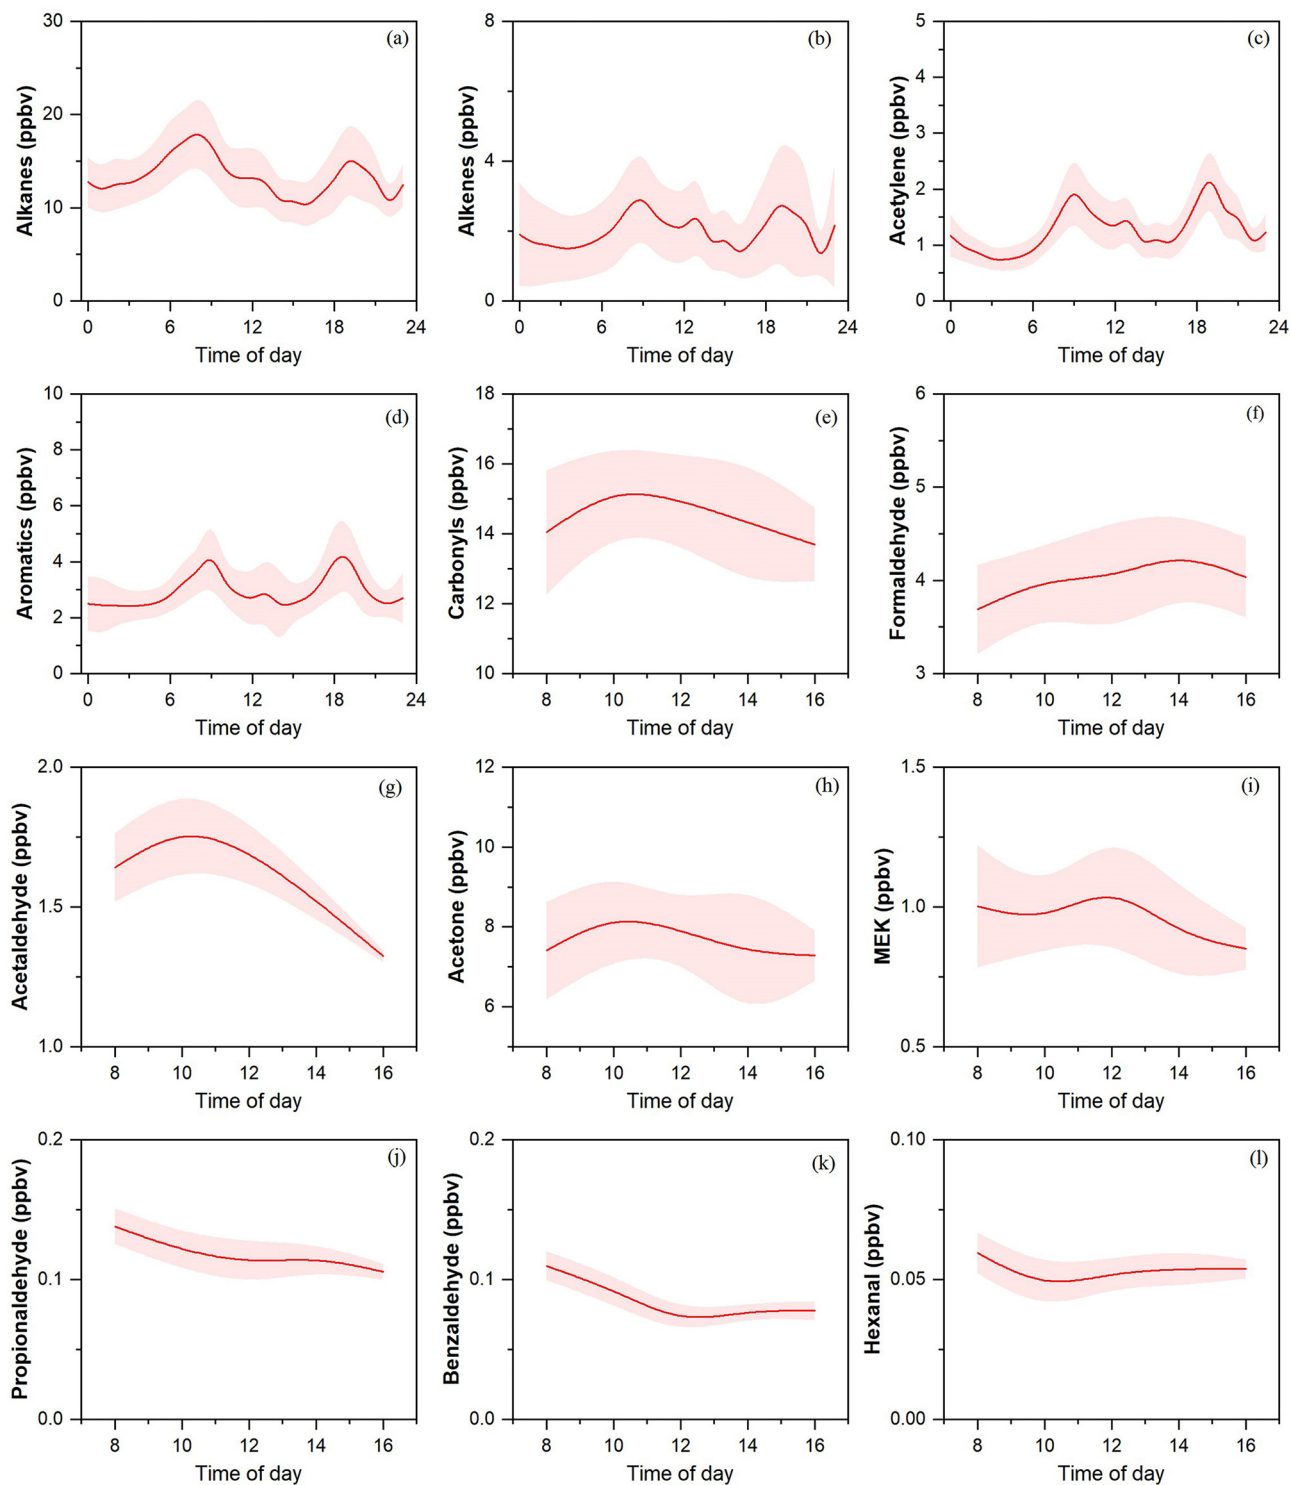 (a)
Alkanes (ppbv)
30
20
10
0
0 6 12 18 24
Time of day
(b)
Alkenes (ppbv)
8
4
0
0 6 12 18 24
Time of day
(c)
Acetylene (ppbv)
5
4
3
2
1
0
0 6 12 18 24
Time of day
(d)
Aromatics (ppbv)
10
8
6
4
2
0
0 6 12 18 24
Time of day
(e)
Carbonyls (ppbv)
18
16
14
12
10
8 10 12 14 16
Time of day
(f)
Formaldehyde (ppbv)
6
5
4
3
8 10 12 14 16
Time of day
(g)
Acetaldehyde (ppbv)
2.0
1.5
1.0
8 10 12 14 16
Time of day
(h)
Acetone (ppbv)
12
10
8
6
8 10 12 14 16
Time of day
(i)
MEK (ppbv)
1.5
1.0
0.5
8 10 12 14 16
Time of day
(j)
Propionaldehyde (ppbv)
0.2
0.1
0.0
8 10 12 14 16
Time of day
(k)
Benzaldehyde (ppbv)
0.2
0.1
0.0
8 10 12 14 16
Time of day
(l)
Hexanal (ppbv)
0.10
0.05
0.00
8 10 12 14 16
Time of day